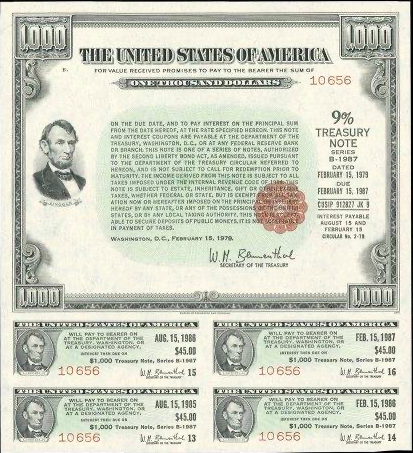 1,000 1,000
THE UNITED STATES OF AMERICA
FOR VALUE RECEIVED PROMISES TO PAY TO THE BEARER THE SUM OF
ONE THOUSAND DOLLARS
10656
ON THE DUE DATE, AND TO PAY INTEREST ON THE PRINCIPAL SUM
FROM THE DATE HEREOF, AT THE RATE SPECIFIED HEREON. THIS NOTE
AND INTEREST COUPONS ARE PAYABLE AT THE DEPARTMENT OF THE
TREASURY, WASHINGTON, D.C., OR AT ANY FEDERAL RESERVE BANK
OR BRANCH. THIS NOTE IS ONE OF A SERIES OF NOTES, AUTHORIZED
BY THE SECOND LIBERTY BOND ACT, AS AMENDED, ISSUED PURSUANT
TO THE DEPARTMENT OF THE TREASURY CIRCULAR REFERRED TO
HEREON, AND IS NOT SUBJECT TO CALL FOR REDEMPTION PRIOR TO
MATURITY. THE INCOME DERIVED FROM THIS NOTE IS SUBJECT TO ALL
TAXES IMPOSED UNDER THE INTERNAL REVENUE CODE OF 1954. THIS
NOTE IS SUBJECT TO ESTATE, INHERITANCE, GIFT OR OTHER EXCISE
TAXES, WHETHER FEDERAL OR STATE, BUT IS EXEMPT FROM ALL TAXATION
NOW OR HEREAFTER IMPOSED ON THE PRINCIPAL OR INTEREST
HEREOF BY ANY STATE, OR ANY OF THE POSSESSIONS OF THE UNITED
STATES, OR BY ANY LOCAL TAXING AUTHORITY. THIS NOTE IS ACCEPTABLE
TO SECURE DEPOSITS OF PUBLIC MONEYS. IT IS NOT ACCEPTABLE
IN PAYMENT OF TAXES.
WASHINGTON, D.C., FEBRUARY 15, 1979.
W. M. Blumenthal
SECRETARY OF THE TREASURY
9%
TREASURY
NOTE
SERIES
B-1987
DATED
FEBRUARY 15, 1979
DUE
FEBRUARY 15, 1987
CUSIP 912827 JK 9
INTEREST PAYABLE
AUGUST 15 AND
FEBRUARY 15
CIRCULAR No. 2-79
1,000 1,000
THE UNITED STATES OF AMERICA
WILL PAY TO BEARER ON
AT THE DEPARTMENT OF THE
TREASURY, WASHINGTON, OR
AT A DESIGNATED AGENCY,
INTEREST THEN DUE ON
AUG. 15, 1986
$45.00
$1,000 Treasury Note, Series B-1987
10656
W. M. Blumenthal 15
THE UNITED STATES OF AMERICA
WILL PAY TO BEARER ON
AT THE DEPARTMENT OF THE
TREASURY, WASHINGTON, OR
AT A DESIGNATED AGENCY,
INTEREST THEN DUE ON
FEB. 15, 1987
$45.00
$1,000 Treasury Note, Series B-1987
10656
W. M. Blumenthal 16
THE UNITED STATES OF AMERICA
WILL PAY TO BEARER ON
AT THE DEPARTMENT OF THE
TREASURY, WASHINGTON, OR
AT A DESIGNATED AGENCY,
INTEREST THEN DUE ON
AUG. 15, 1985
$45.00
$1,000 Treasury Note, Series B-1987
10656
W. M. Blumenthal 13
THE UNITED STATES OF AMERICA
WILL PAY TO BEARER ON
AT THE DEPARTMENT OF THE
TREASURY, WASHINGTON, OR
AT A DESIGNATED AGENCY,
INTEREST THEN DUE ON
FEB. 15, 1986
$45.00
$1,000 Treasury Note, Series B-1987
10656
W. M. Blumenthal 14